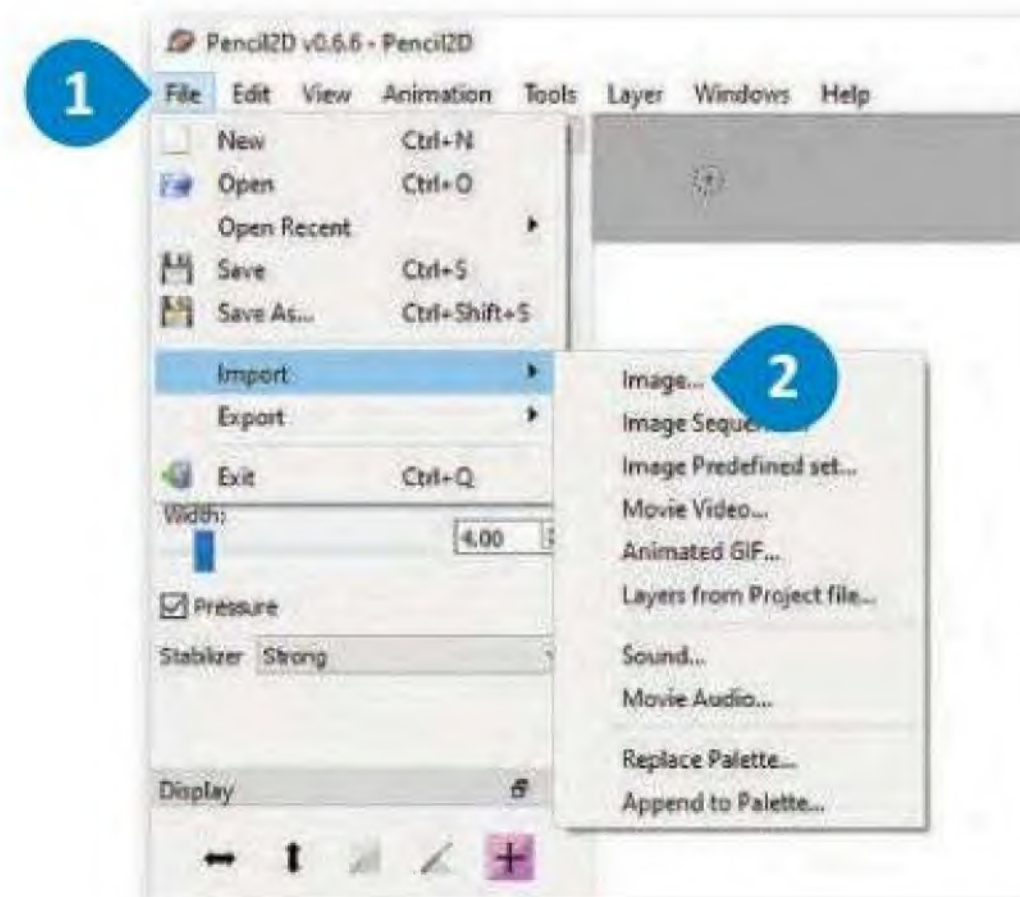 Pencil2D v0.6.6 - Pencil2D
1
File Edit View Animation Tools Layer Windows Help
New Ctrl+N
Open Ctrl+O
Open Recent
Save Ctrl+S
Save As... Ctrl+Shift+S
Import
Export
Exit Ctrl+Q
Image...
2
Image
Image Predefined set...
Movie Video...
Animated GIF...
Layers from Project file...
Sound...
Movie Audio...
Replace Palette...
Append to Palette...
Width:
4.00
Pressure
Stabilizer Strong
Display